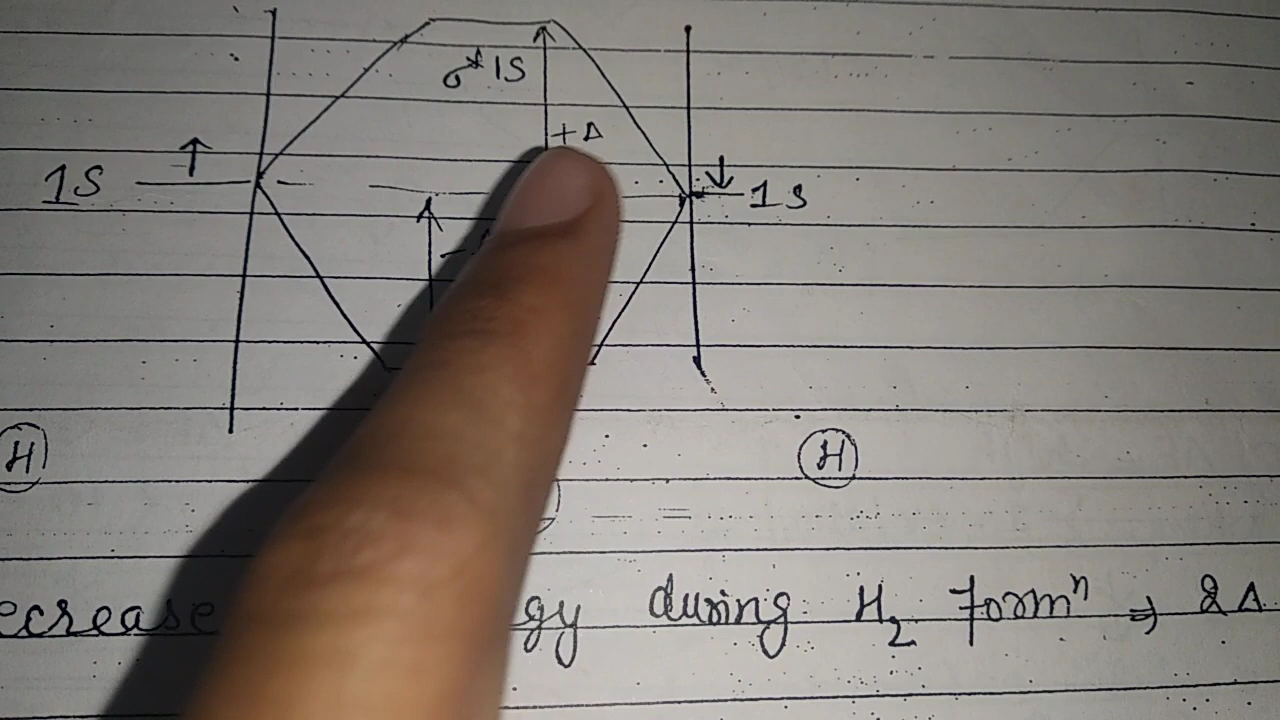 σ* 1S
+Δ
1S
1S
-
H
H
ecrease gy during H2 formⁿ ⇒ 2Δ